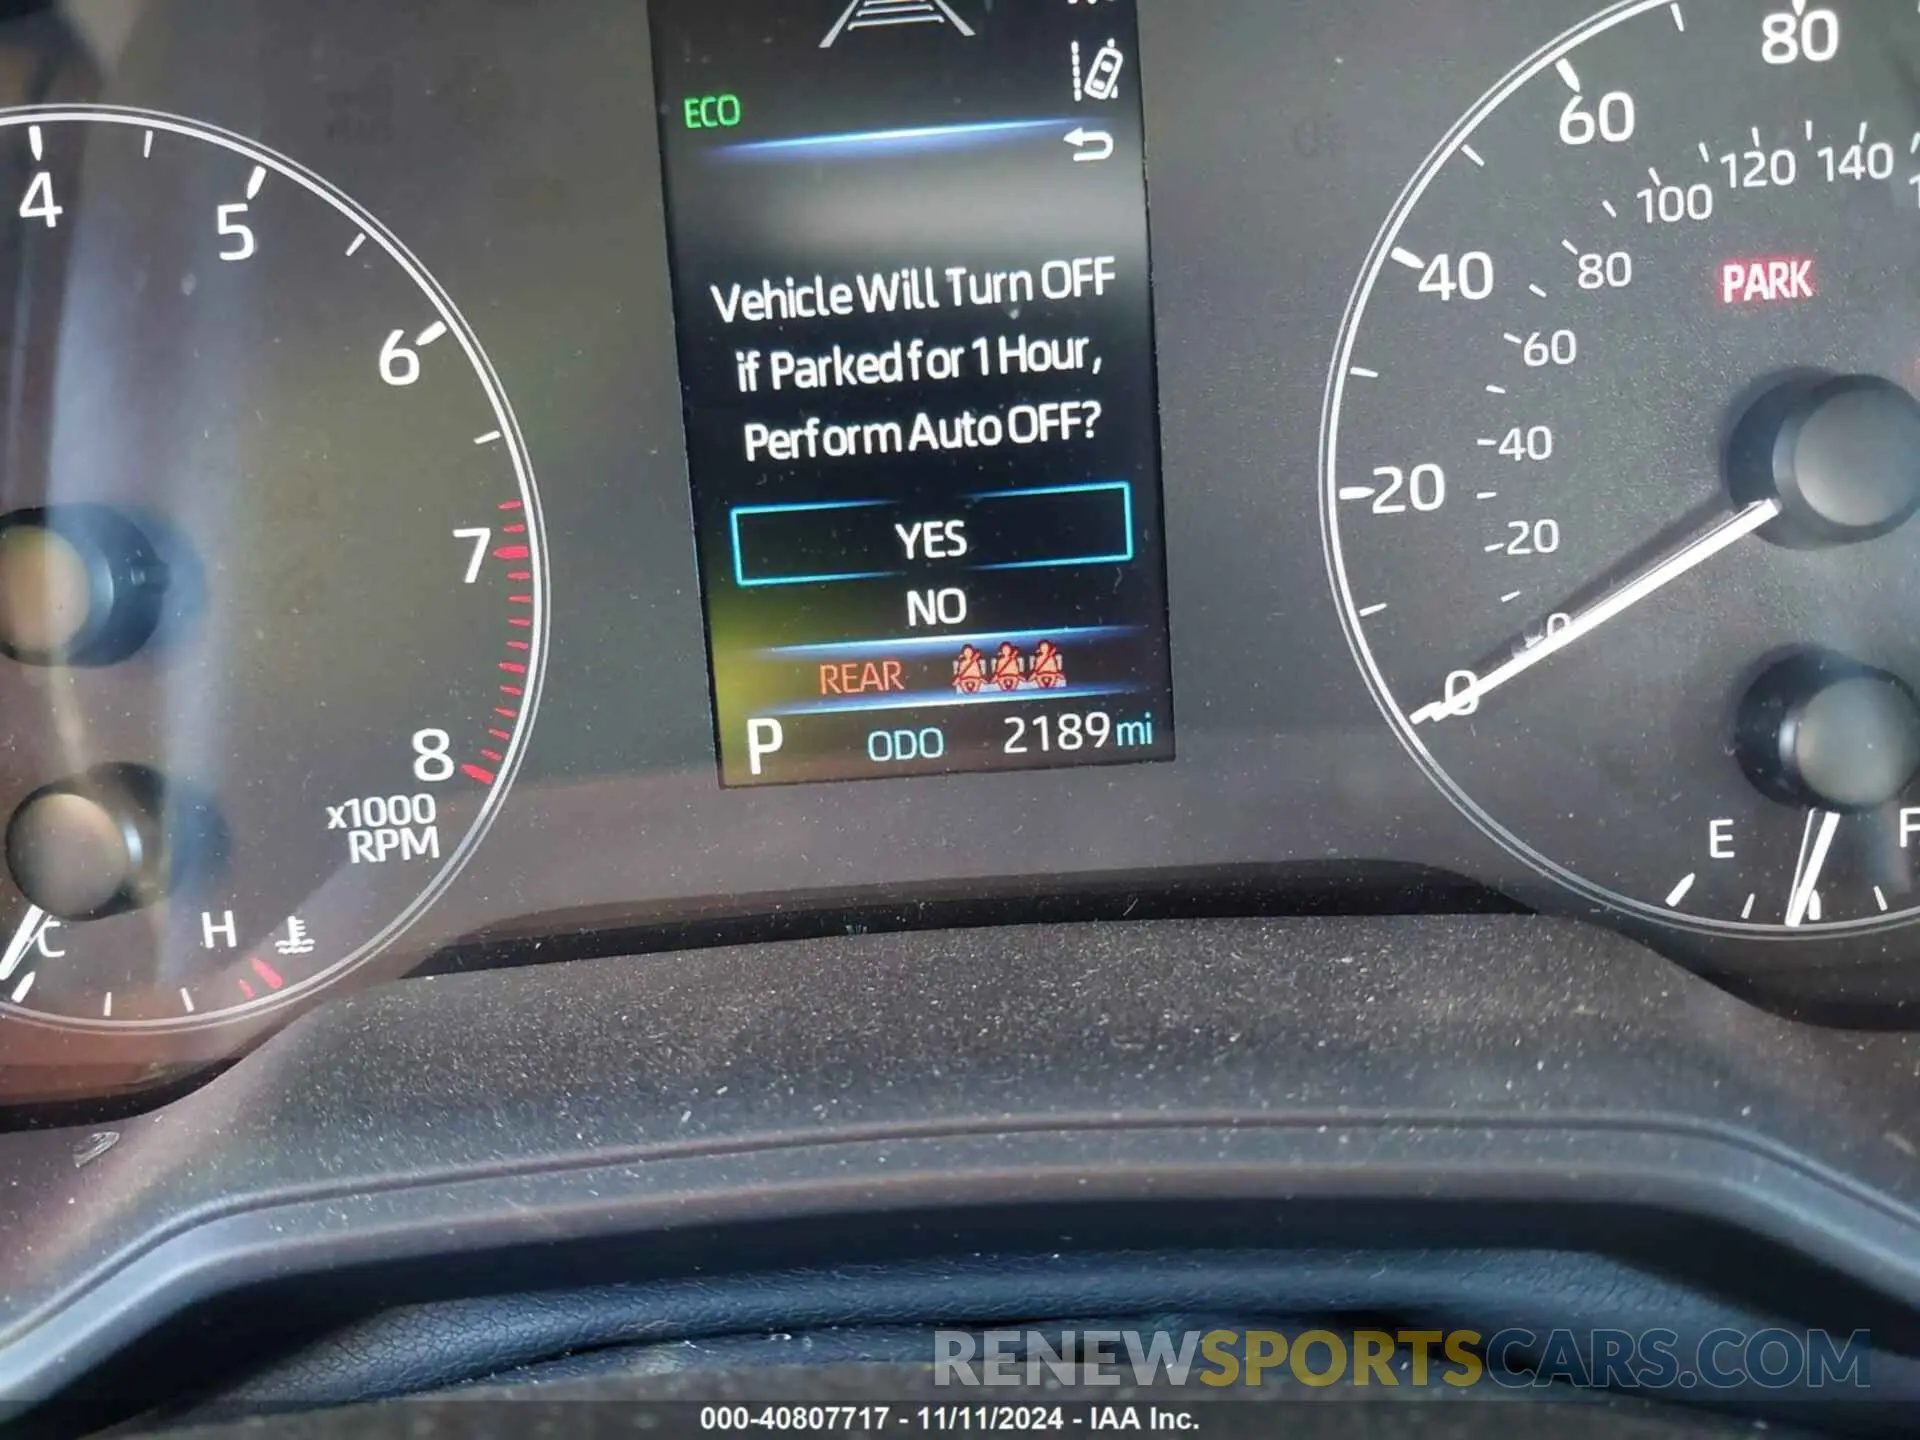 ECO
Vehicle Will Turn OFF
if Parked for 1 Hour,
Perform Auto OFF?
YES
NO
REAR
P ODO 2189 mi
4
5
6
7
8
x1000
RPM
C H
80
60
40
20
0
140
120
100
80
60
40
20
0
PARK
E F
RENEWSPORTSCARS.COM
000-40807717 - 11/11/2024 - IAA Inc.